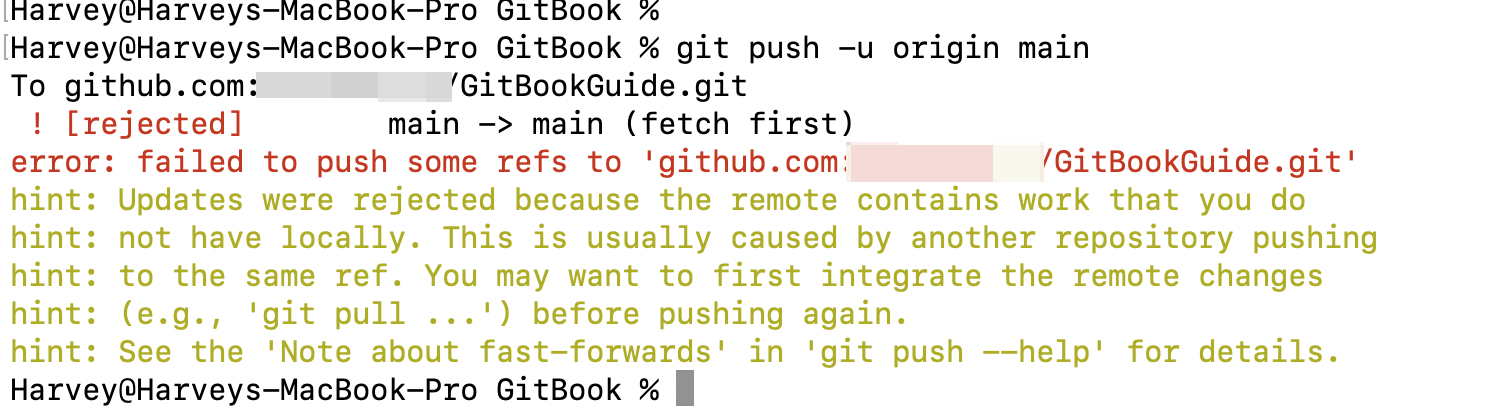 [Harvey@Harveys-MacBook-Pro GitBook %
[Harvey@Harveys-MacBook-Pro GitBook % git push -u origin main
To github.com:/GitBookGuide.git
! [rejected]        main -> main (fetch first)
error: failed to push some refs to 'github.com:/GitBookGuide.git'
hint: Updates were rejected because the remote contains work that you do
hint: not have locally. This is usually caused by another repository pushing
hint: to the same ref. You may want to first integrate the remote changes
hint: (e.g., 'git pull ...') before pushing again.
hint: See the 'Note about fast-forwards' in 'git push --help' for details.
Harvey@Harveys-MacBook-Pro GitBook %